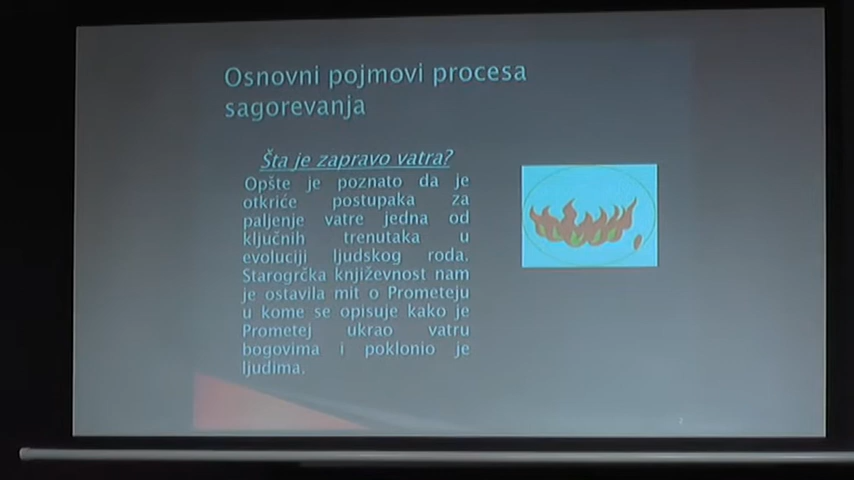 Osnovni pojmovi procesa
sagorevanja
Šta je zapravo vatra?
Opšte je poznato da je
otkriće postupaka za
paljenje vatre jedna od
ključnih trenutaka u
evoluciji ljudskog roda.
Starogrčka književnost nam
je ostavila mit o Prometeju
u kome se opisuje kako je
Prometej ukrao vatru
bogovima i poklonio je
ljudima.
2